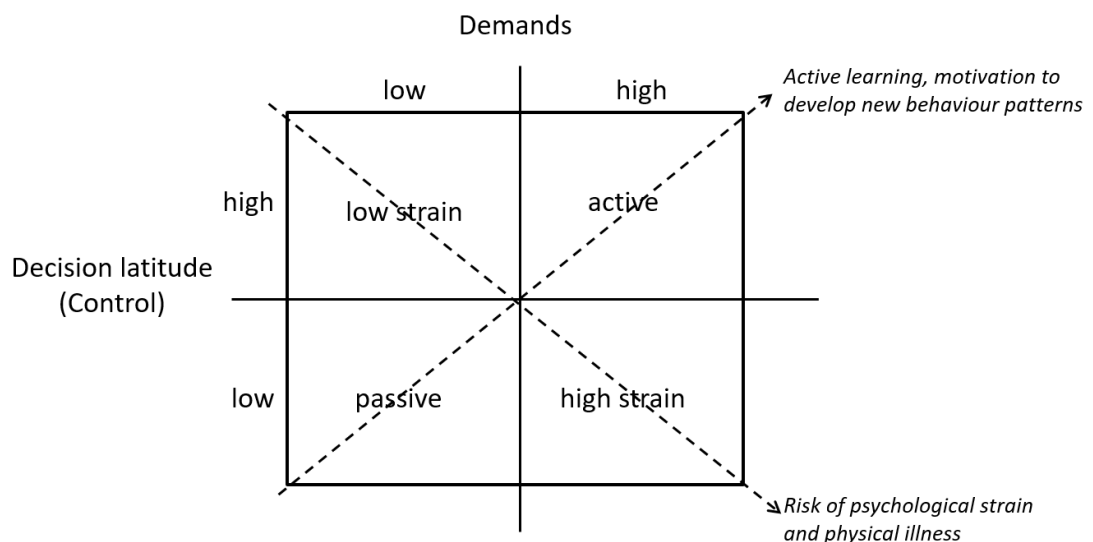 Demands
low
high
Active learning, motivation to
develop new behaviour patterns
high
low strain
active
Decision latitude
(Control)
low
passive
high strain
Risk of psychological strain
and physical illness